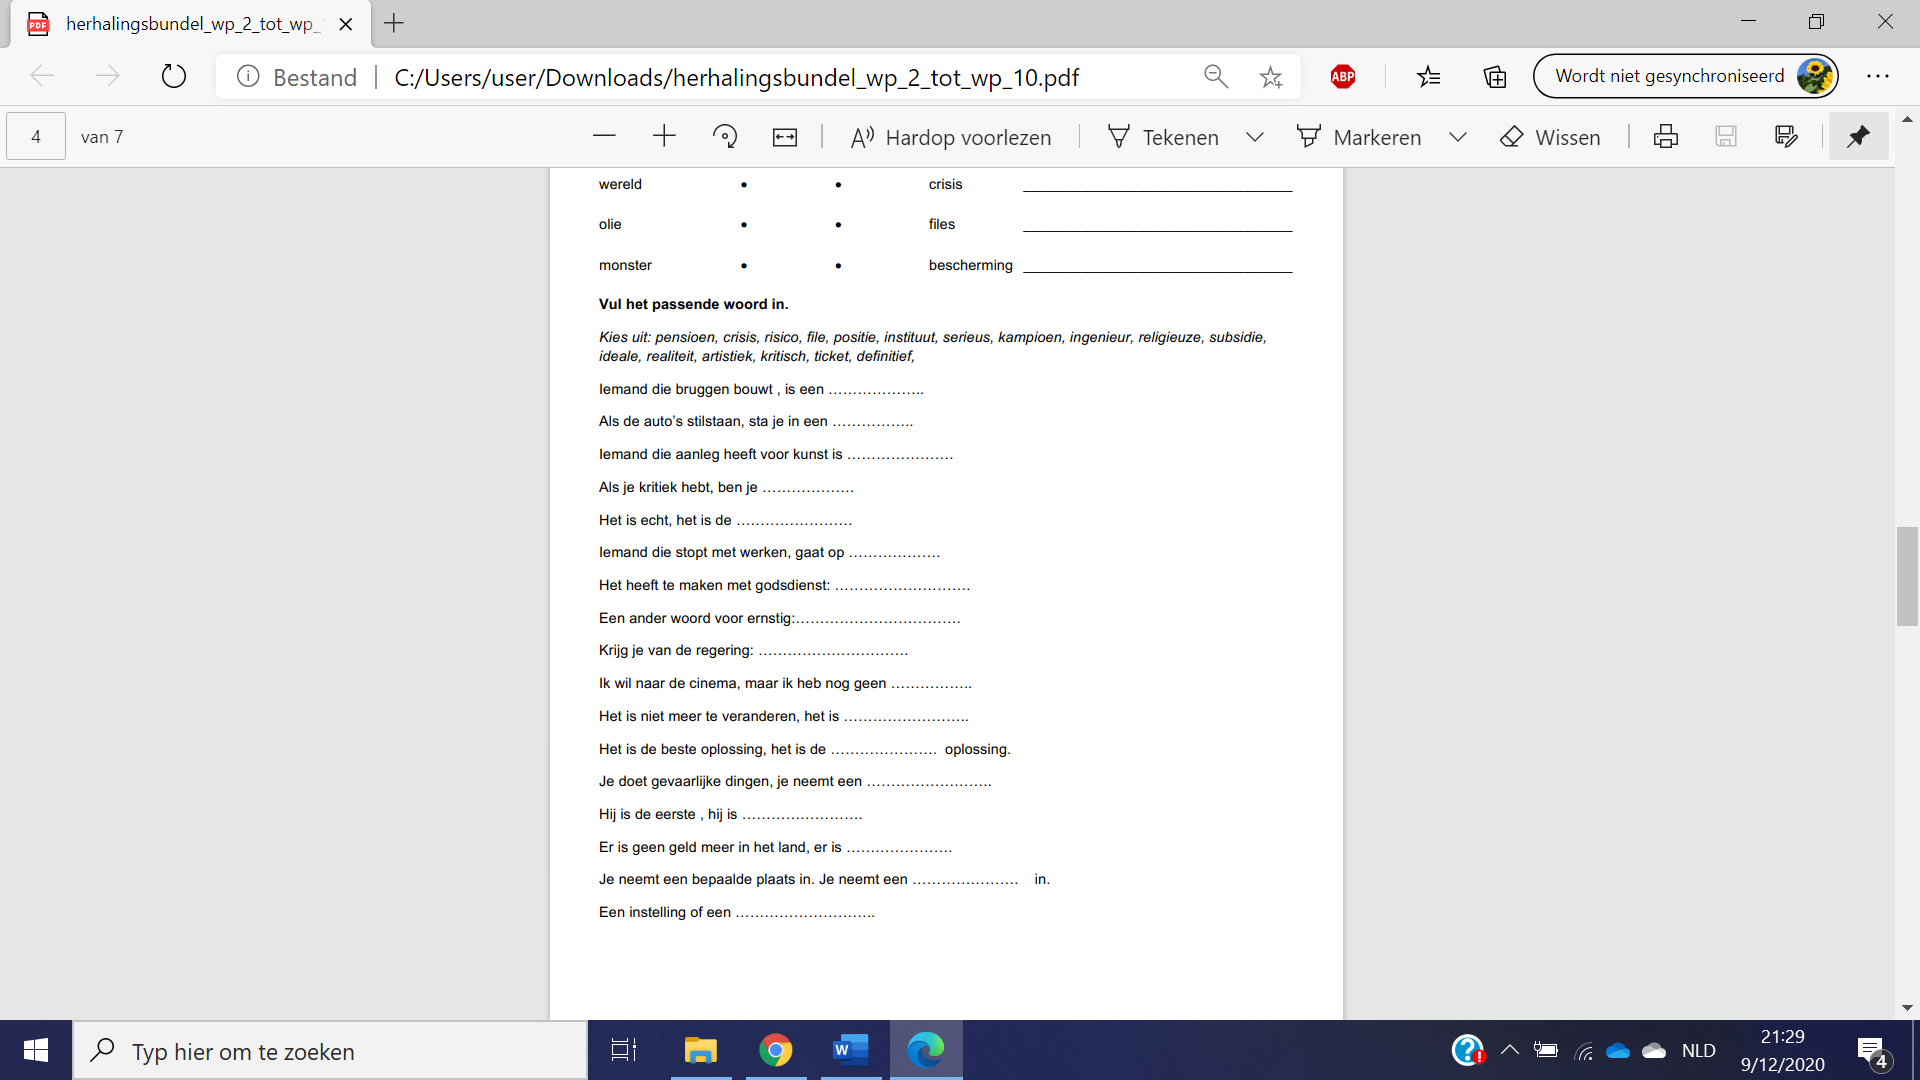 herhalingsbundel_wp_2_tot_wp_
Bestand C:/Users/user/Downloads/herhalingsbundel_wp_2_tot_wp_10.pdf ABP Wordt niet gesynchroniseerd
4 van 7 Hardop voorlezen Tekenen Markeren Wissen
wereld • • crisis ________________________________
olie • • files ________________________________
monster • • bescherming ________________________________
Vul het passende woord in.
Kies uit: pensioen, crisis, risico, file, positie, instituut, serieus, kampioen, ingenieur, religieuze, subsidie,
ideale, realiteit, artistiek, kritisch, ticket, definitief,
Iemand die bruggen bouwt , is een ………………..
Als de auto’s stilstaan, sta je in een ……………..
Iemand die aanleg heeft voor kunst is ………………….
Als je kritiek hebt, ben je ……………….
Het is echt, het is de ……………………
Iemand die stopt met werken, gaat op ……………….
Het heeft te maken met godsdienst: ……………………….
Een ander woord voor ernstig:…………………………….
Krijg je van de regering: ………………………….
Ik wil naar de cinema, maar ik heb nog geen ……………..
Het is niet meer te veranderen, het is ……………………..
Het is de beste oplossing, het is de …………………. oplossing.
Je doet gevaarlijke dingen, je neemt een ……………………..
Hij is de eerste , hij is …………………….
Er is geen geld meer in het land, er is ………………….
Je neemt een bepaalde plaats in. Je neemt een …………………. in.
Een instelling of een ………………………..
Typ hier om te zoeken
NLD
21:29
9/12/2020
4